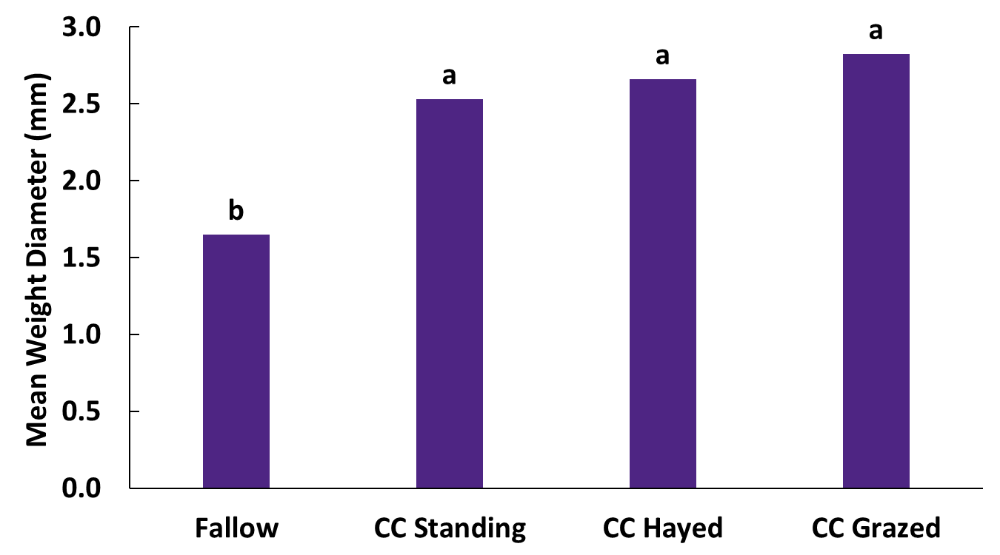 Mean Weight Diameter (mm)
3.0
2.5
2.0
1.5
1.0
0.5
0.0
b
a
a
a
Fallow
CC Standing
CC Hayed
CC Grazed